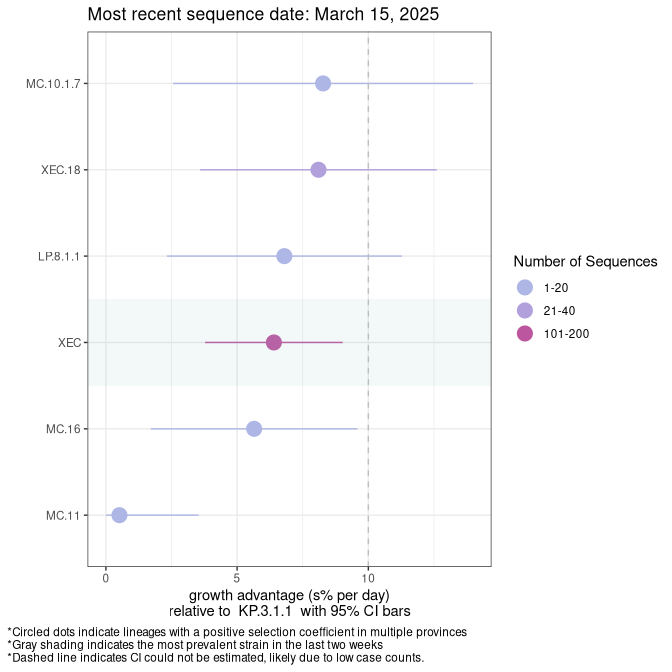 Most recent sequence date: March 15, 2025
MC.10.1.7
XEC.18
LP.8.1.1
XEC
MC.16
MC.11
0 5 10
growth advantage (s% per day)
relative to KP.3.1.1 with 95% CI bars
Number of Sequences
1-20
21-40
101-200
*Circled dots indicate lineages with a positive selection coefficient in multiple provinces
*Gray shading indicates the most prevalent strain in the last two weeks
*Dashed line indicates CI could not be estimated, likely due to low case counts.